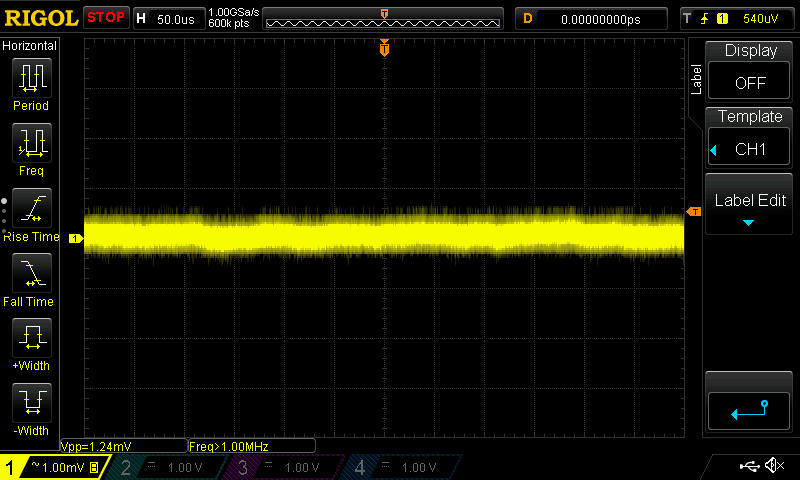 RIGOL STOP H 50.0us 1.00GSa/s
600k pts
T
D 0.00000000ps T 1 540uV
Horizontal
Period
Freq
Rise Time
Fall Time
+Width
-Width
T
T
1
Label
Display
OFF
Template
CH1
Label Edit
Vpp=1.24mV Freq>1.00MHz
1 ~ 1.00mV B 2 1.00 V 3 1.00 V 4 1.00 V